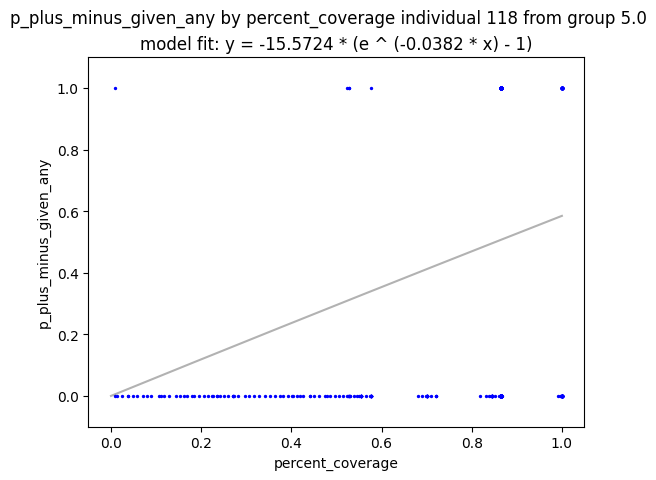 p_plus_minus_given_any by percent_coverage individual 118 from group 5.0
model fit: y = -15.5724 * (e ^ (-0.0382 * x) - 1)
1.0
0.8
0.6
0.4
0.2
0.0
p_plus_minus_given_any
0.0 0.2 0.4 0.6 0.8 1.0
percent_coverage